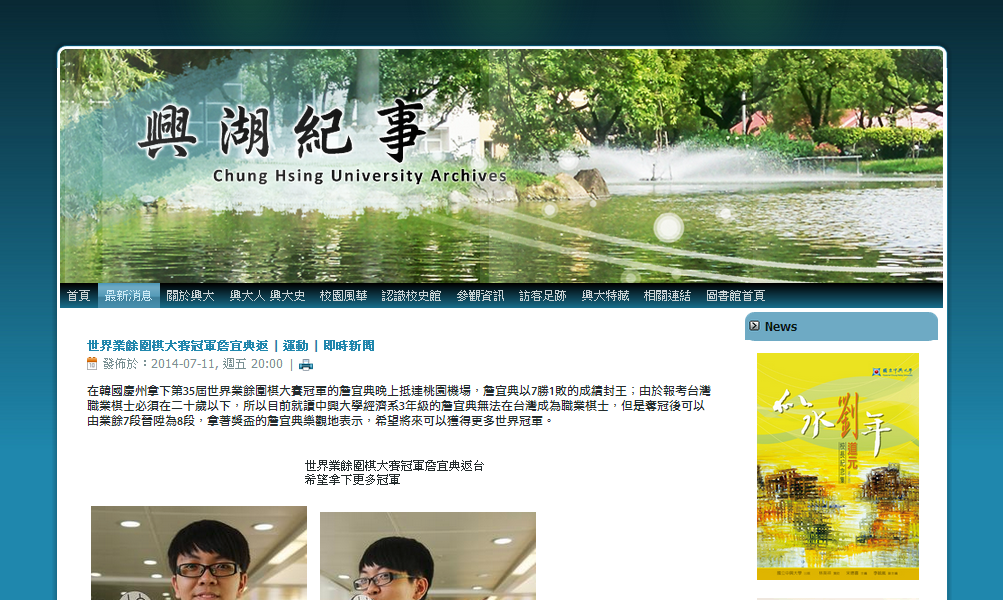 興湖紀事
Chung Hsing University Archives
首頁 最新消息 關於興大 興大人 興大史 校園風華 認識校史館 參觀資訊 訪客足跡 興大特藏 相關連結 圖書館首頁
世界業餘圍棋大賽冠軍詹宜典返 | 運動 | 即時新聞
發佈於：2014-07-11, 週五 20:00 |
在韓國慶州拿下第35屆世界業餘圍棋大賽冠軍的詹宜典晚上抵達桃園機場，詹宜典以7勝1敗的成績封王；由於報考台灣
職業棋士必須在二十歲以下，所以目前就讀中興大學經濟系3年級的詹宜典無法在台灣成為職業棋士，但是奪冠後可以
由業餘7段晉陞為8段，拿著獎盃的詹宜典樂觀地表示，希望將來可以獲得更多世界冠軍。
世界業餘圍棋大賽冠軍詹宜典返台
希望拿下更多冠軍
News
國立中興大學
劉
年
道元
校長紀念集